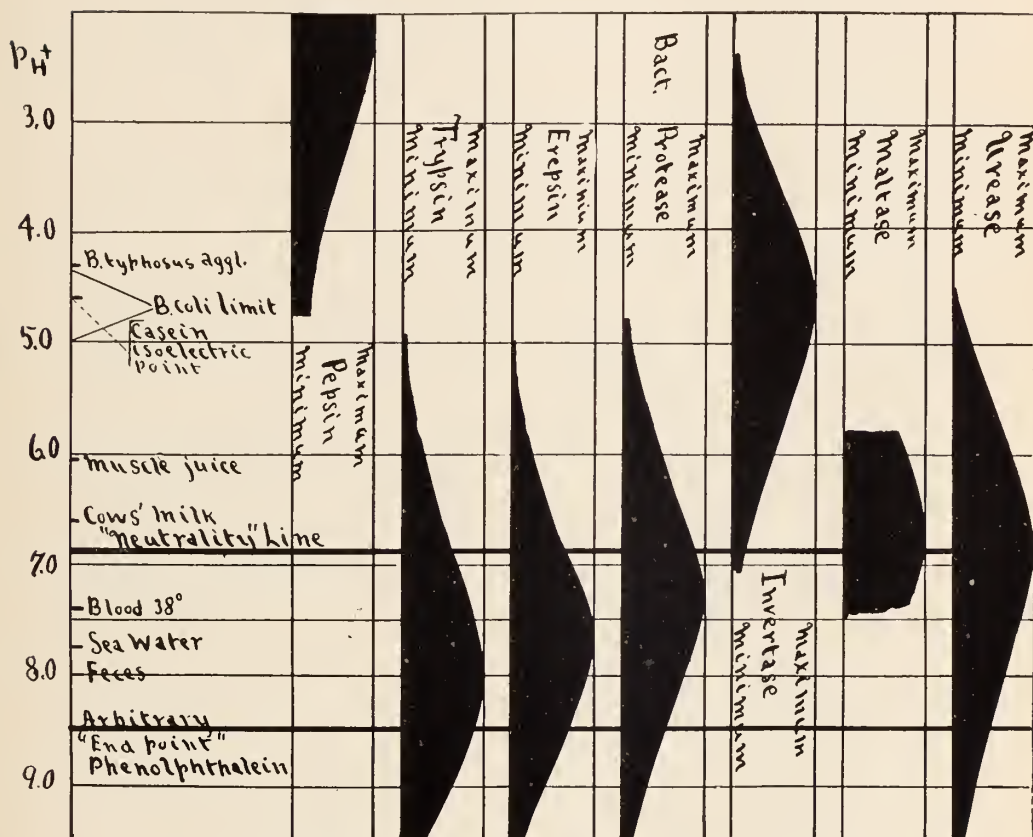 PH+
3.0
4.0
5.0
6.0
7.0
8.0
9.0
B. typhosus aggl.
B. coli limit
Casein
isoelectric
point
Muscle juice
Cows' milk
"Neutrality" Line
Blood 38°
Sea Water
Feces
Arbitrary
"End point"
Phenolphthalein
maximum
Pepsin
minimum
maximum
Trypsin
minimum
maximum
Erepsin
minimum
Bact.
maximum
Protease
minimum
maximum
Invertase
minimum
maximum
Maltase
minimum
maximum
Urease
minimum